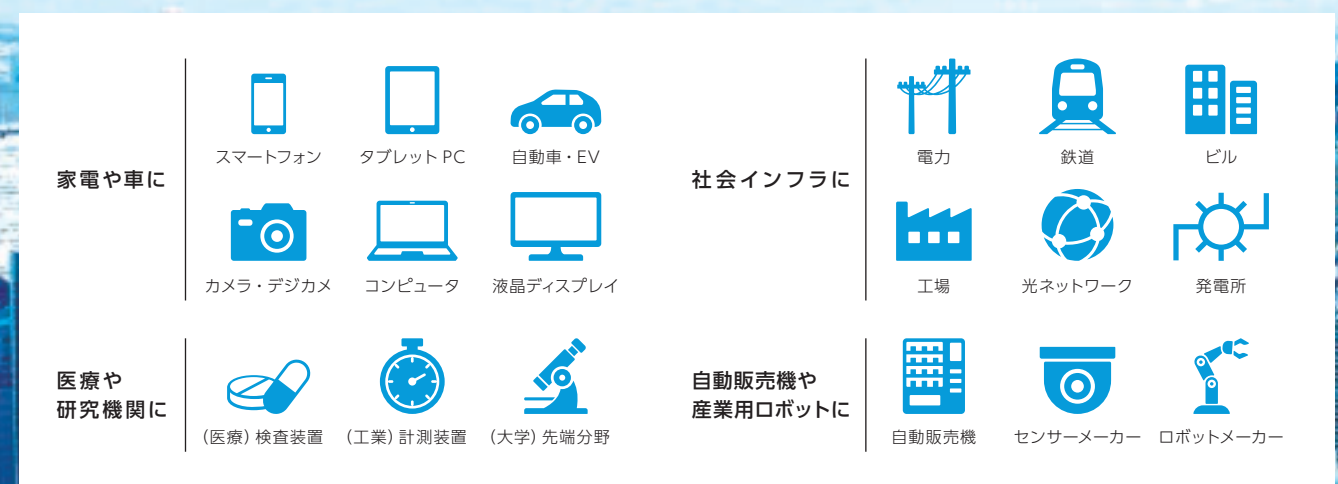 家電や車に
スマートフォン
タブレット PC
自動車・EV
カメラ・デジカメ
コンピュータ
液晶ディスプレイ
社会インフラに
電力
鉄道
ビル
工場
光ネットワーク
発電所
医療や
研究機関に
(医療) 検査装置
(工業) 計測装置
(大学) 先端分野
自動販売機や
産業用ロボットに
自動販売機
センサーメーカー
ロボットメーカー